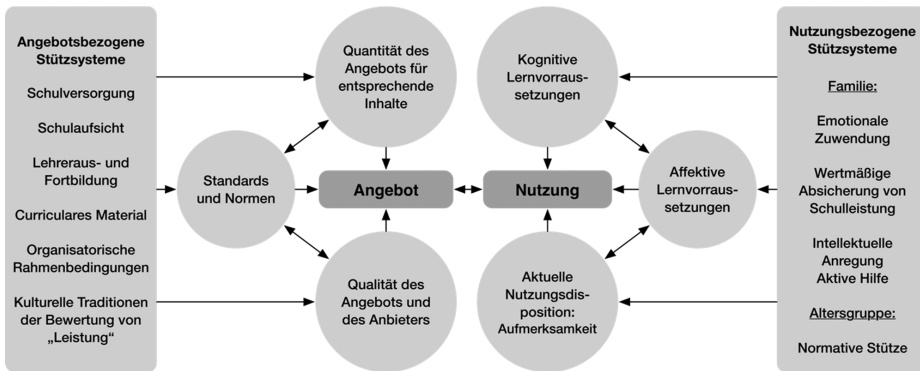 Angebotsbezogene
Stützsysteme
Schulversorgung
Schulaufsicht
Lehreraus- und
Fortbildung
Curriculares Material
Organisatorische
Rahmenbedingungen
Kulturelle Traditionen
der Bewertung von
„Leistung“
Quantität des
Angebots für
entsprechende
Inhalte
Standards
und Normen
Angebot
Qualität des
Angebots und
des Anbieters
Kognitive
Lernvorraus-
setzungen
Nutzung
Affektive
Lernvorraus-
setzungen
Aktuelle
Nutzungsdis-
position:
Aufmerksamkeit
Nutzungsbezogene
Stützsysteme
Familie:
Emotionale
Zuwendung
Wertmäßige
Absicherung von
Schulleistung
Intellektuelle
Anregung
Aktive Hilfe
Altersgruppe:
Normative Stütze